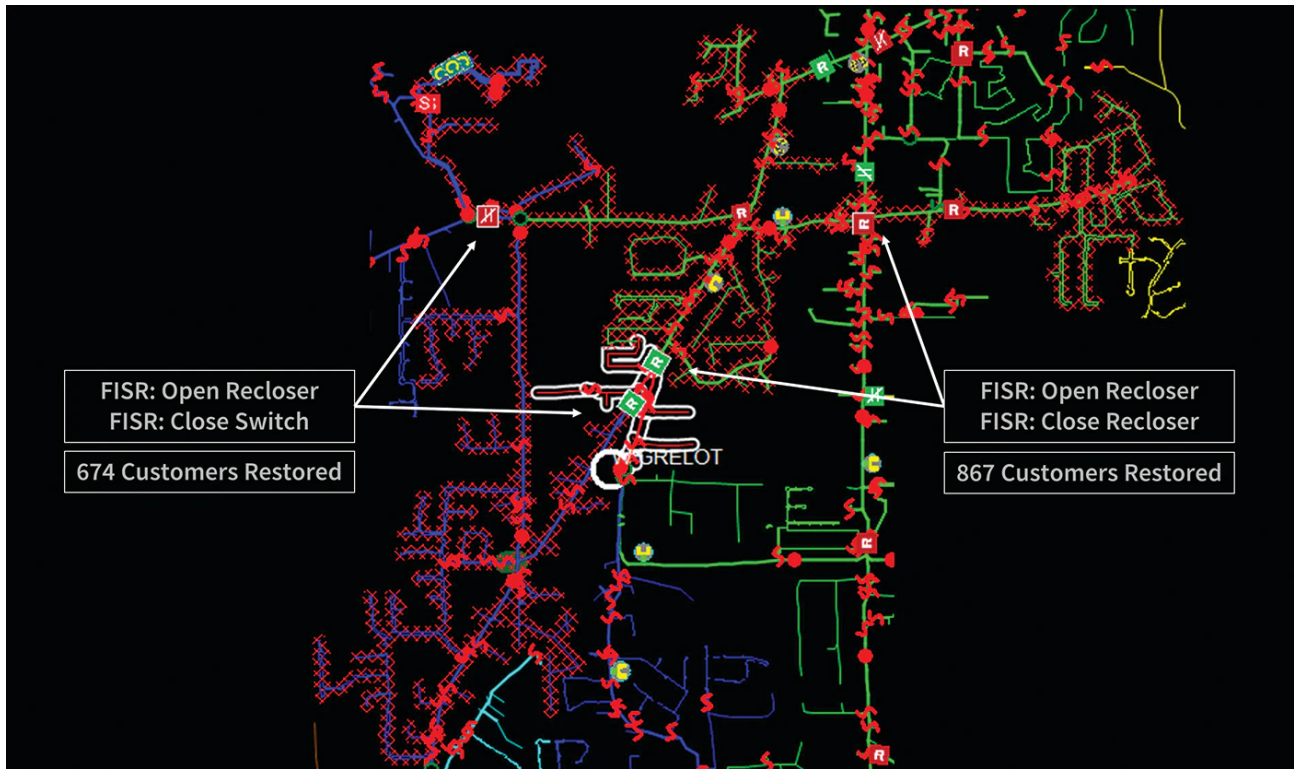 R
R
S
R
R
R
FISR: Open Recloser
FISR: Close Switch
674 Customers Restored
R
R
FISR: Open Recloser
FISR: Close Recloser
867 Customers Restored
GRELOT
R
R